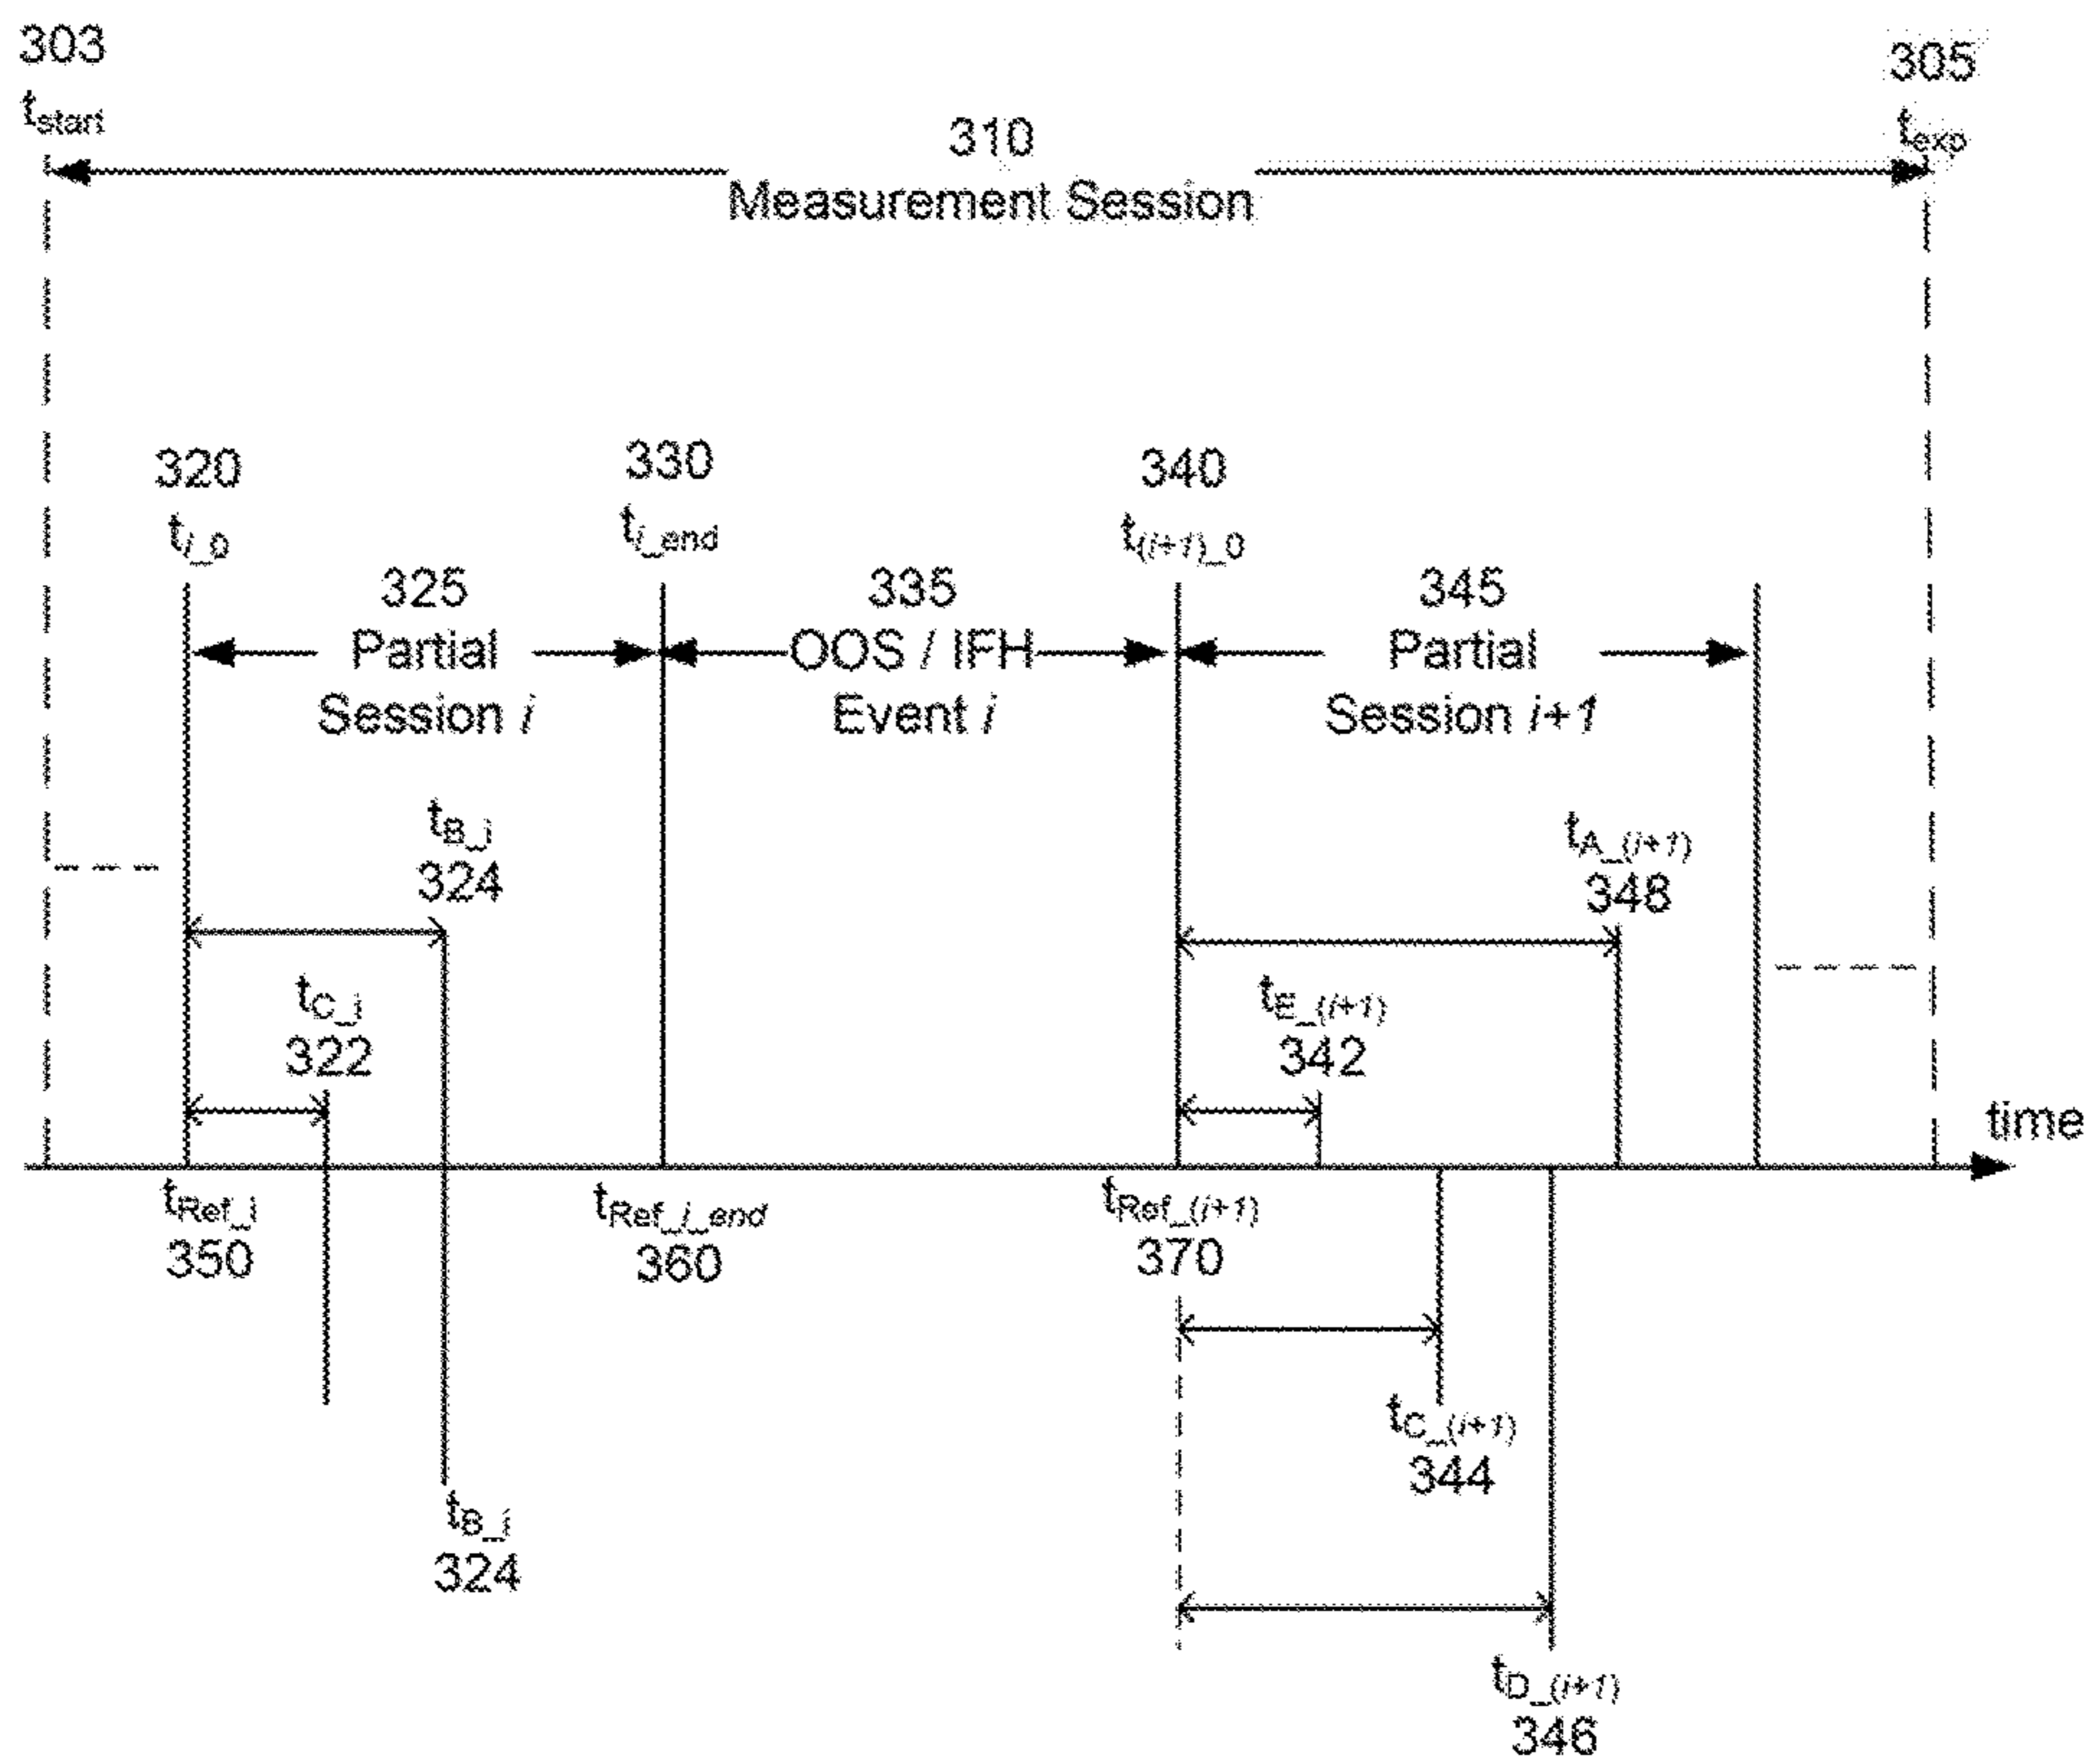 303
t_start
305
t_exp
310
Measurement Session
320
t_i_0
330
t_i_end
340
t_(i+1)_0
325
Partial
Session i
335
OOS / IFH
Event i
345
Partial
Session i+1
t_B_i
324
t_A_(i+1)
348
t_C_i
322
t_E_(i+1)
342
time
t_Ref_i
350
t_Ref_i_end
360
t_Ref_(i+1)
370
t_C_(i+1)
344
t_B_i
324
t_D_(i+1)
346